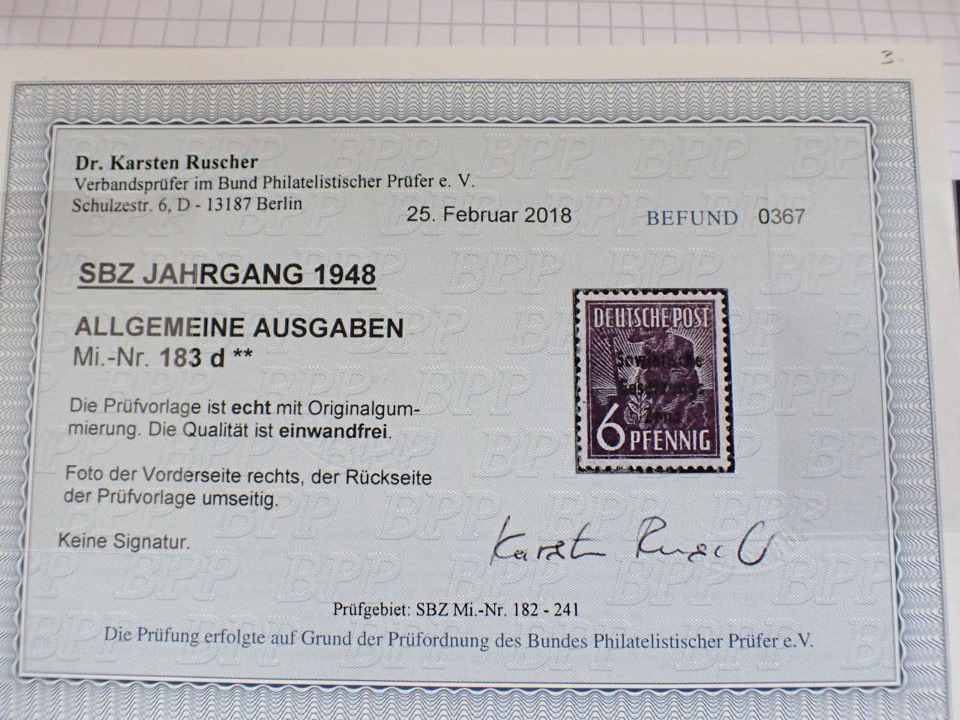 3.
Dr. Karsten Ruscher
Verbandsprüfer im Bund Philatelistischer Prüfer e. V.
Schulzestr. 6, D - 13187 Berlin
25. Februar 2018
BEFUND 0367
SBZ JAHRGANG 1948
ALLGEMEINE AUSGABEN
Mi.-Nr. 183 d **
DEUTSCHE POST
Sowjetische
6 PFENNIG
Die Prüfvorlage ist echt mit Originalgum-
mierung. Die Qualität ist einwandfrei.
Foto der Vorderseite rechts, der Rückseite
der Prüfvorlage umseitig.
Keine Signatur.
Karsten Rusch
Prüfgebiet: SBZ Mi.-Nr. 182 - 241
Die Prüfung erfolgte auf Grund der Prüfordnung des Bundes Philatelistischer Prüfer e.V.